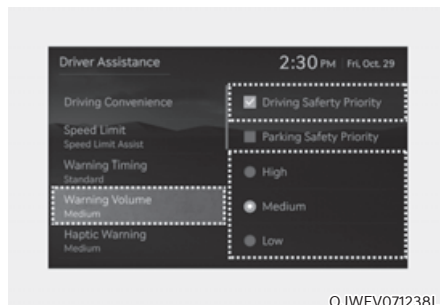 Driver Assistance
2:30 PM Fri, Oct. 29
Driving Convenience
Speed Limit
Speed Limit Assist
Warning Timing
Standard
Warning Volume
Medium
Haptic Warning
Medium
Driving Saferty Priority
Parking Safety Priority
High
Medium
Low
OJWEV071238L